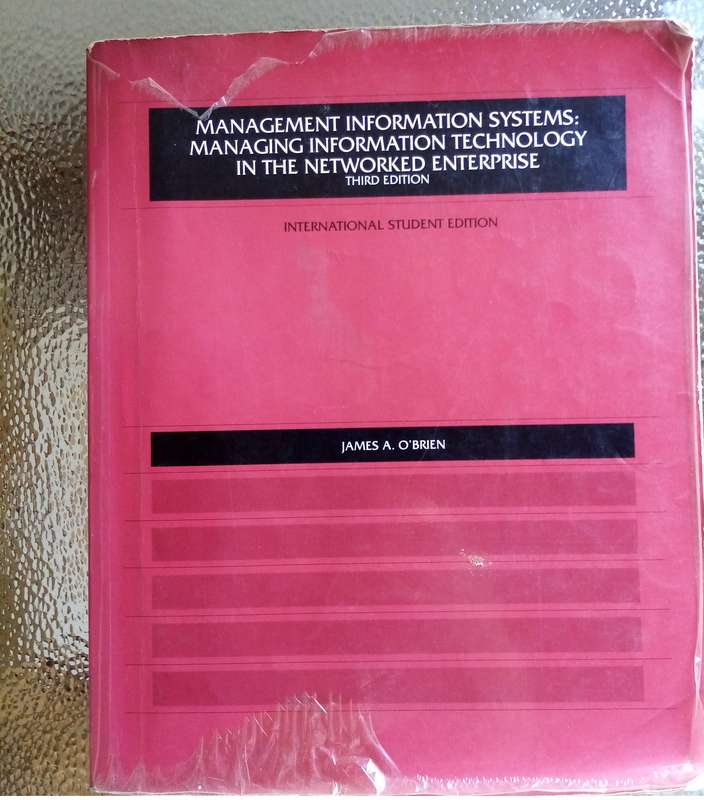 MANAGEMENT INFORMATION SYSTEMS:
MANAGING INFORMATION TECHNOLOGY
IN THE NETWORKED ENTERPRISE
THIRD EDITION
INTERNATIONAL STUDENT EDITION
JAMES A. O'BRIEN